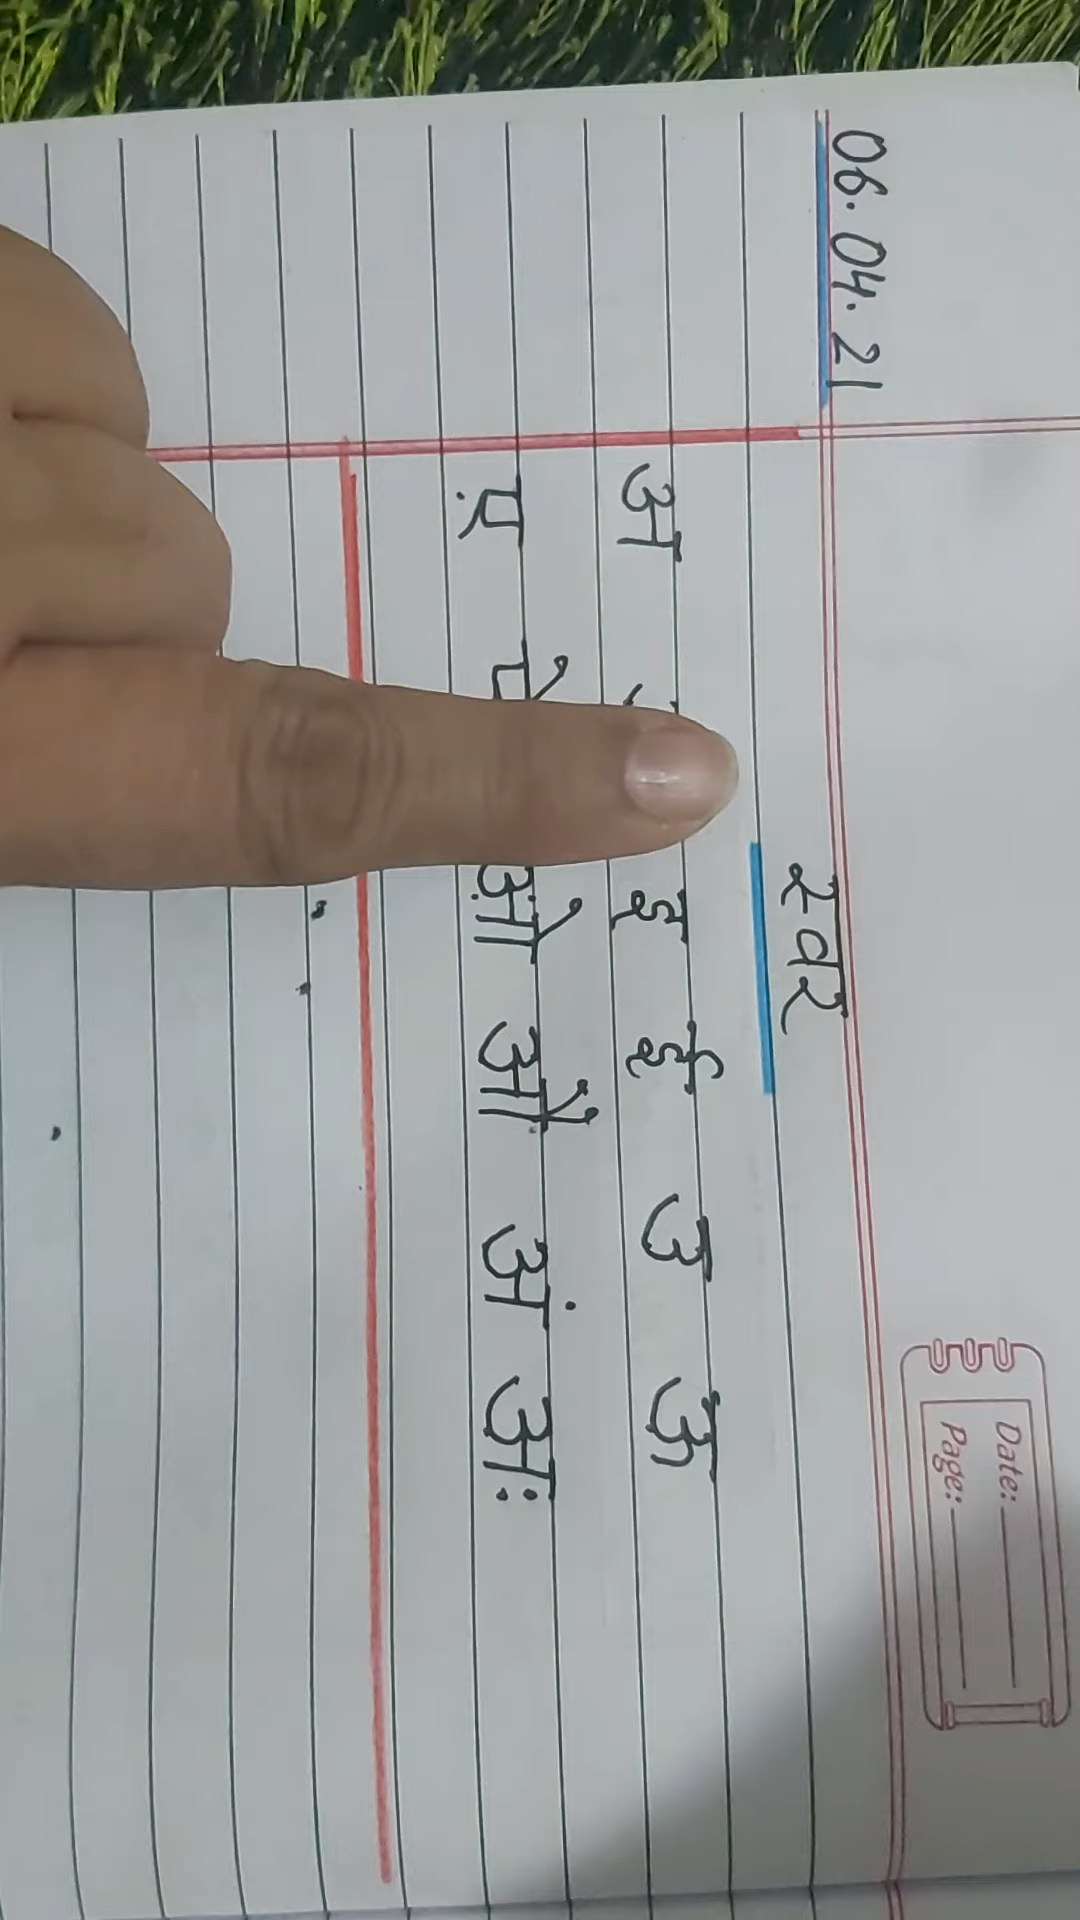 Date:
Page:
06.04.21
स्वर
अ इ ई उ ऊ
ए ओ औ अं अः